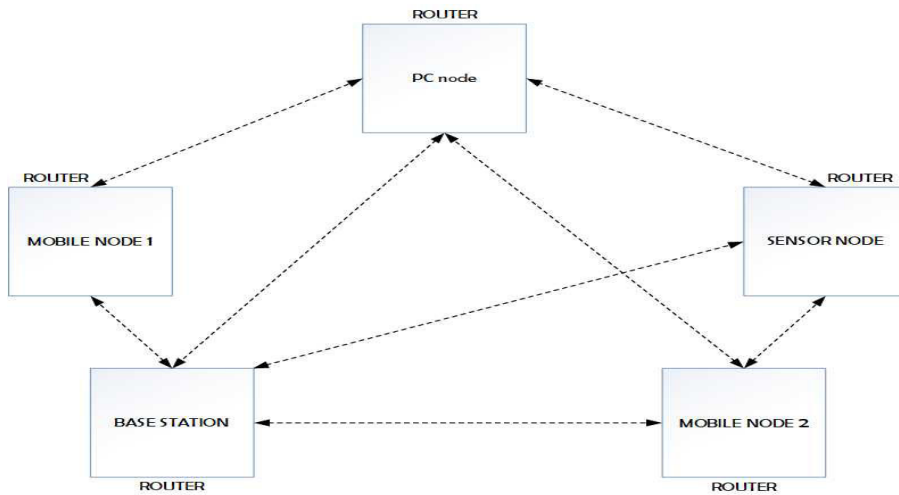 ROUTER
PC node
ROUTER
MOBILE NODE 1
ROUTER
SENSOR NODE
BASE STATION
ROUTER
MOBILE NODE 2
ROUTER